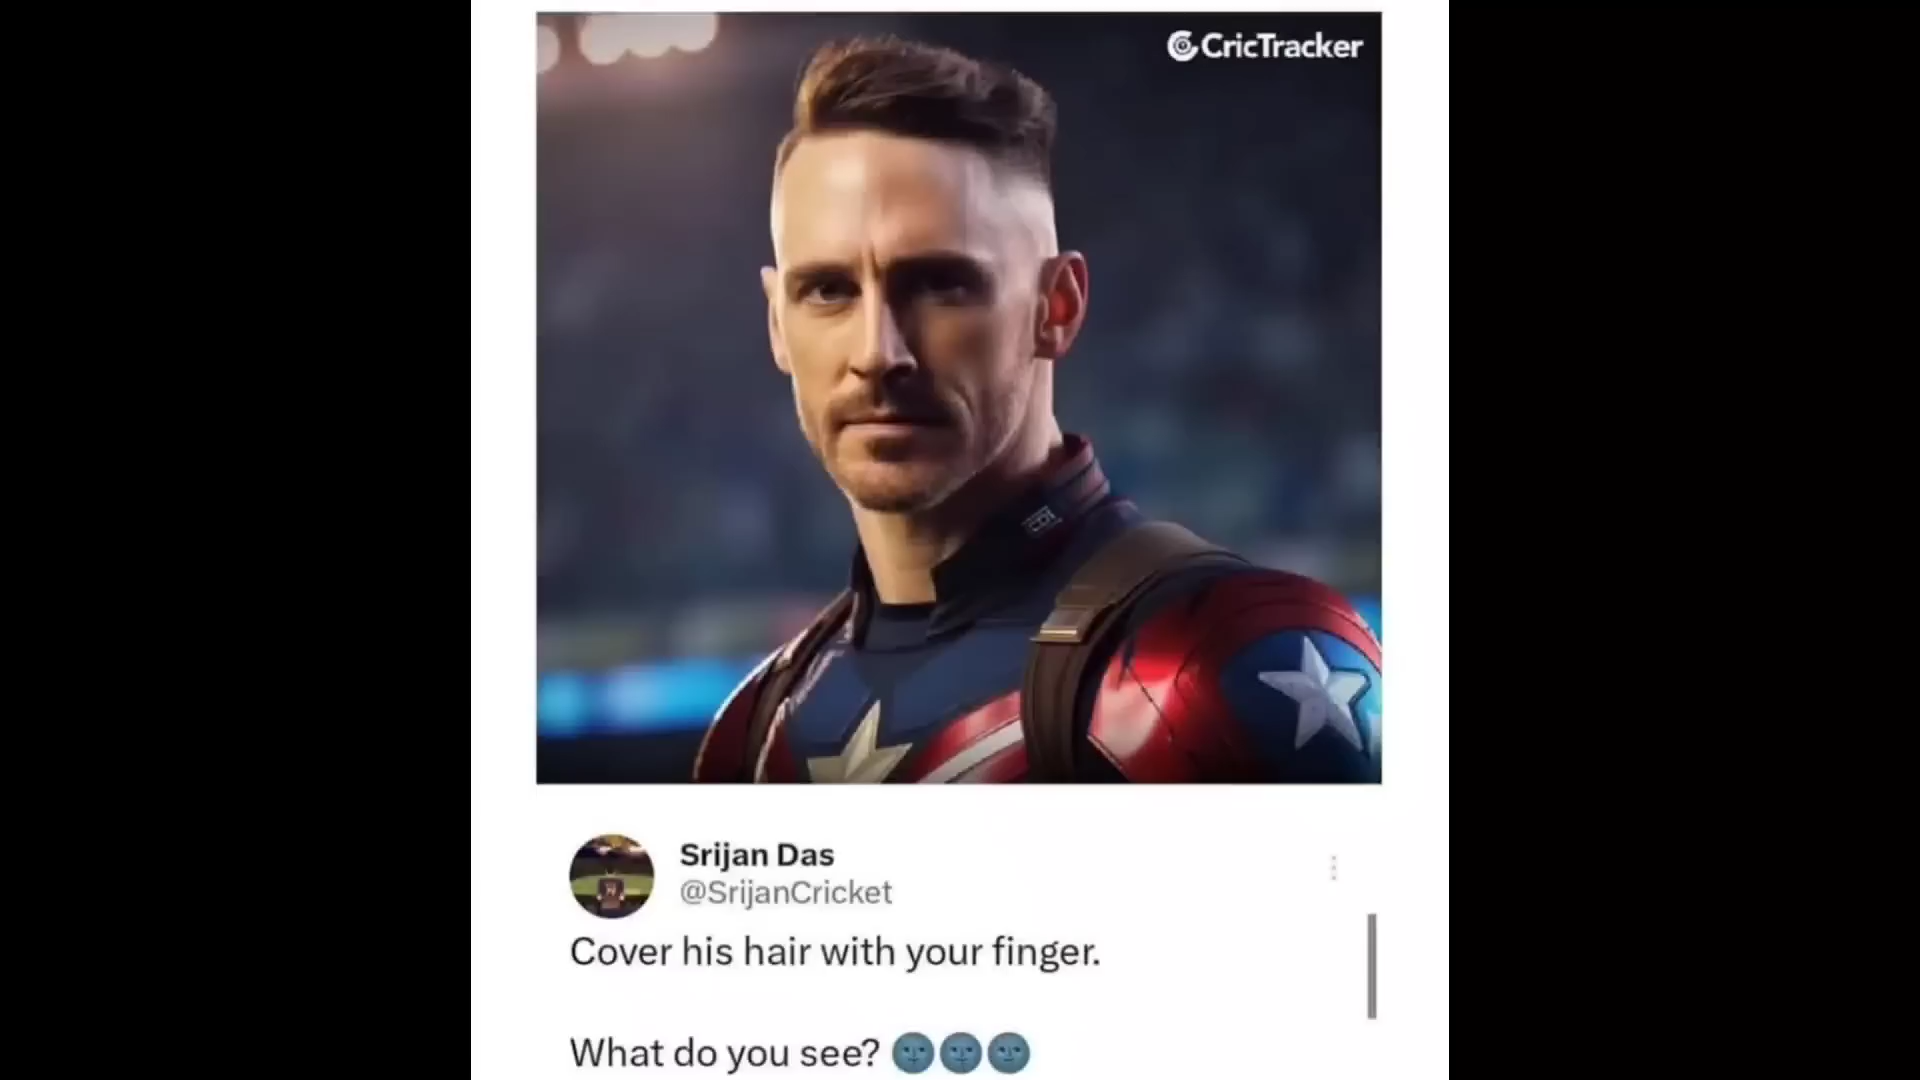 CricTracker
Srijan Das
@SrijanCricket
Cover his hair with your finger.
What do you see? 🌚🌚🌚